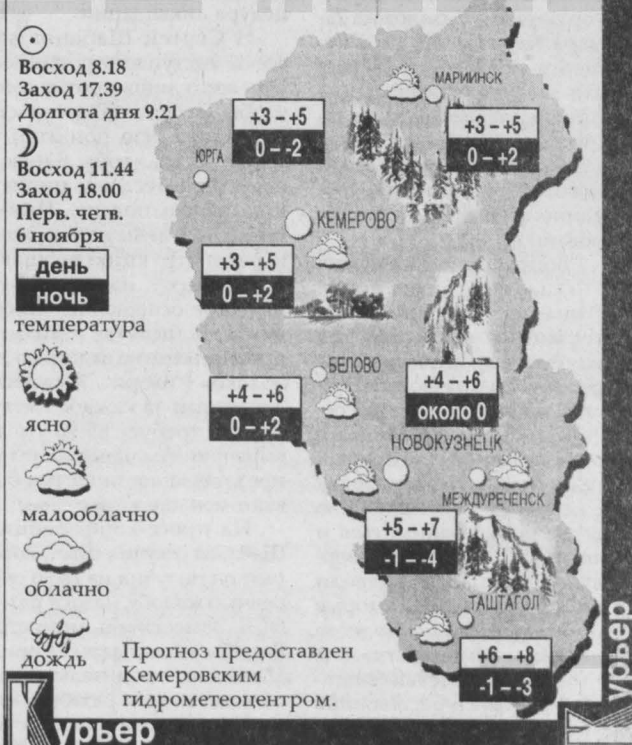 Восход 8.18
Заход 17.39
Долгота дня 9.21
Восход 11.44
Заход 18.00
Перв. четв.
6 ноября
день
ночь
температура
ясно
малооблачно
облачно
дождь
МАРИИНСК
+3 – +5
0 – +2
+3 – +5
0 – -2
ЮРГА
КЕМЕРОВО
+3 – +5
0 – +2
БЕЛОВО
+4 – +6
0 – +2
+4 – +6
около 0
НОВОКУЗНЕЦК
МЕЖДУРЕЧЕНСК
+5 – +7
-1 – -4
ТАШТАГОЛ
+6 – +8
-1 – -3
Прогноз предоставлен
Кемеровским
гидрометеоцентром.
Курьер
урьер